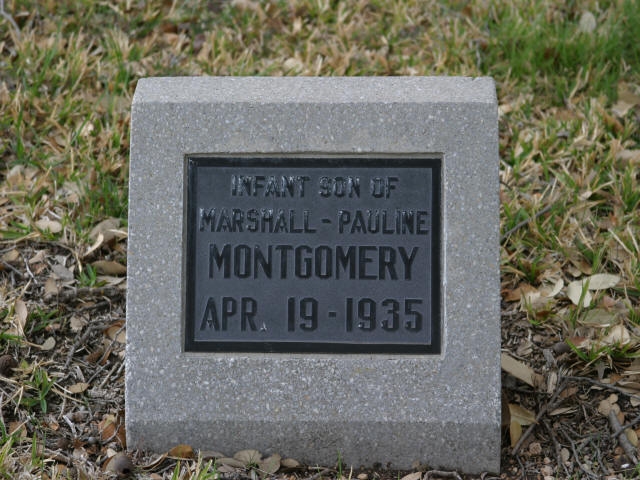 INFANT SON OF
MARSHALL - PAULINE
MONTGOMERY
APR. 19 - 1935